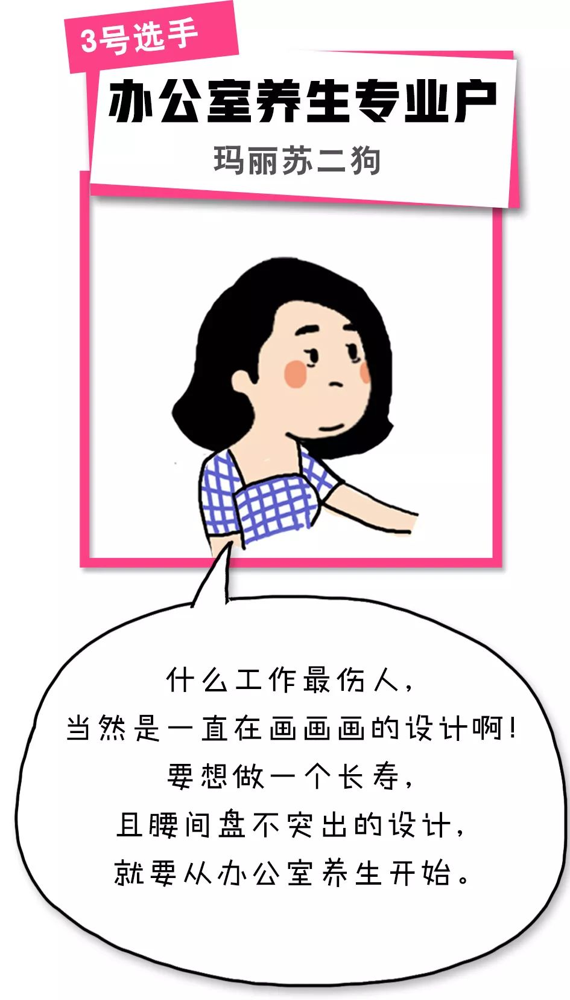 3号选手
办公室养生专业户
玛丽苏二狗
什么工作最伤人,
当然是一直在画画画的设计啊!
要想做一个长寿,
且腰间盘不突出的设计,
就要从办公室养生开始。